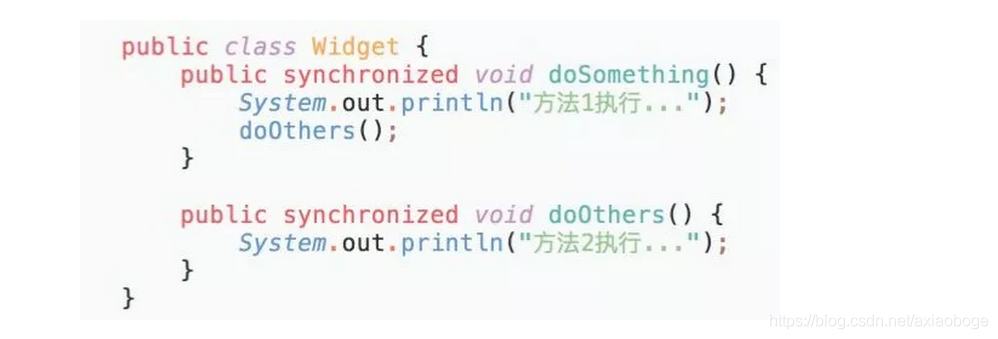 public class Widget {
    public synchronized void doSomething() {
        System.out.println("方法1执行...");
        doOthers();
    }

    public synchronized void doOthers() {
        System.out.println("方法2执行...");
    }
}
https://blog.csdn.net/axiaoboge